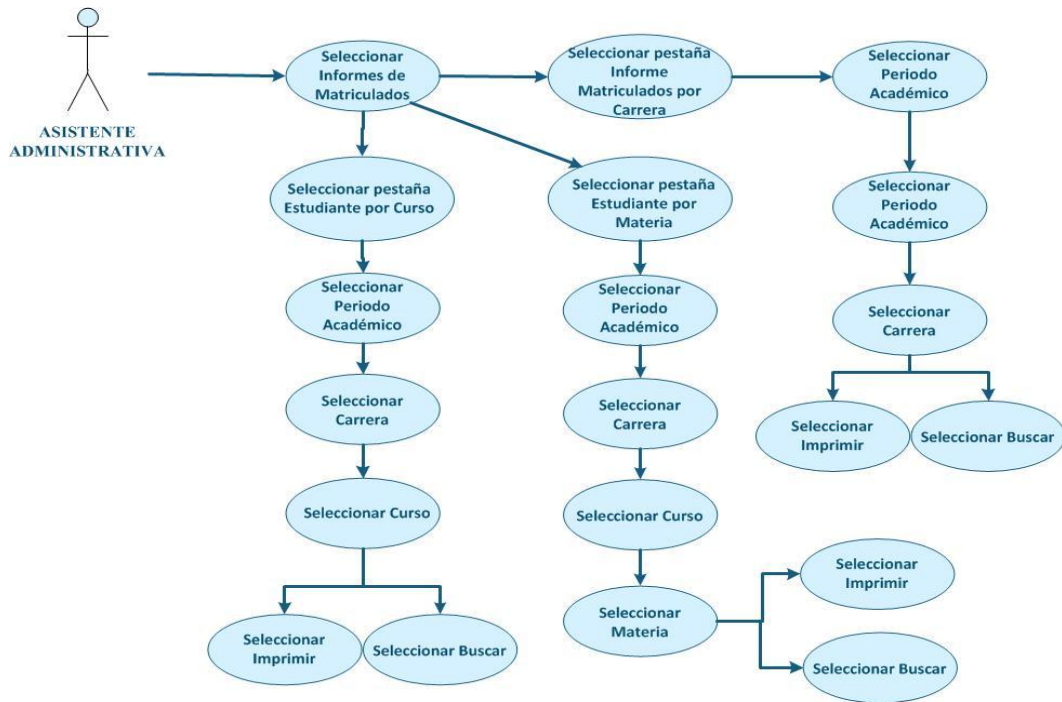 ASISTENTE
ADMINISTRATIVA
Seleccionar
Informes de
Matriculados
Seleccionar pestaña
Informe
Matriculados por
Carrera
Seleccionar
Periodo
Académico
Seleccionar pestaña
Estudiante por Curso
Seleccionar pestaña
Estudiante por
Materia
Seleccionar
Periodo
Académico
Seleccionar
Periodo
Académico
Seleccionar
Periodo
Académico
Seleccionar
Carrera
Seleccionar
Carrera
Seleccionar
Carrera
Seleccionar
Imprimir
Seleccionar Buscar
Seleccionar Curso
Seleccionar Curso
Seleccionar
Imprimir
Seleccionar Buscar
Seleccionar
Materia
Seleccionar
Imprimir
Seleccionar Buscar